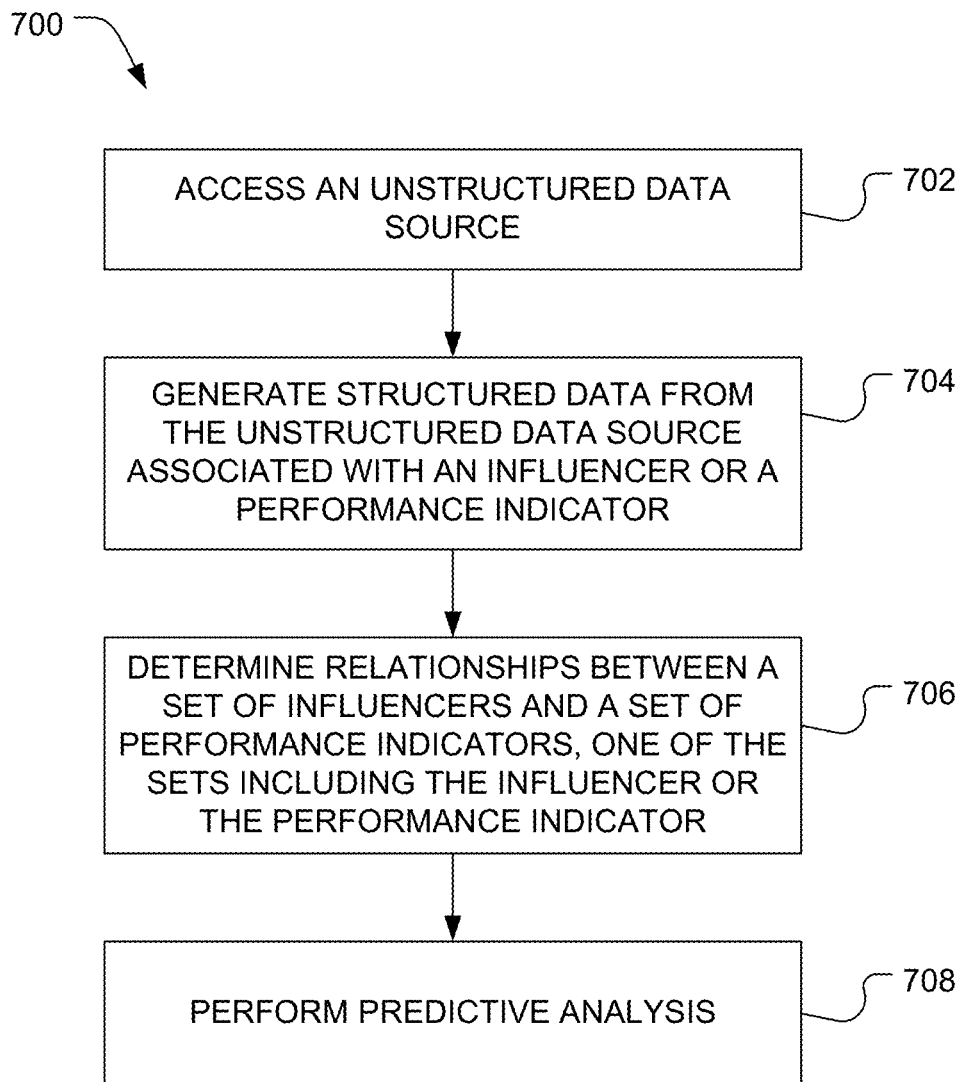 700
ACCESS AN UNSTRUCTURED DATA
SOURCE
702
GENERATE STRUCTURED DATA FROM
THE UNSTRUCTURED DATA SOURCE
ASSOCIATED WITH AN INFLUENCER OR A
PERFORMANCE INDICATOR
704
DETERMINE RELATIONSHIPS BETWEEN A
SET OF INFLUENCERS AND A SET OF
PERFORMANCE INDICATORS, ONE OF THE
SETS INCLUDING THE INFLUENCER OR
THE PERFORMANCE INDICATOR
706
PERFORM PREDICTIVE ANALYSIS
708